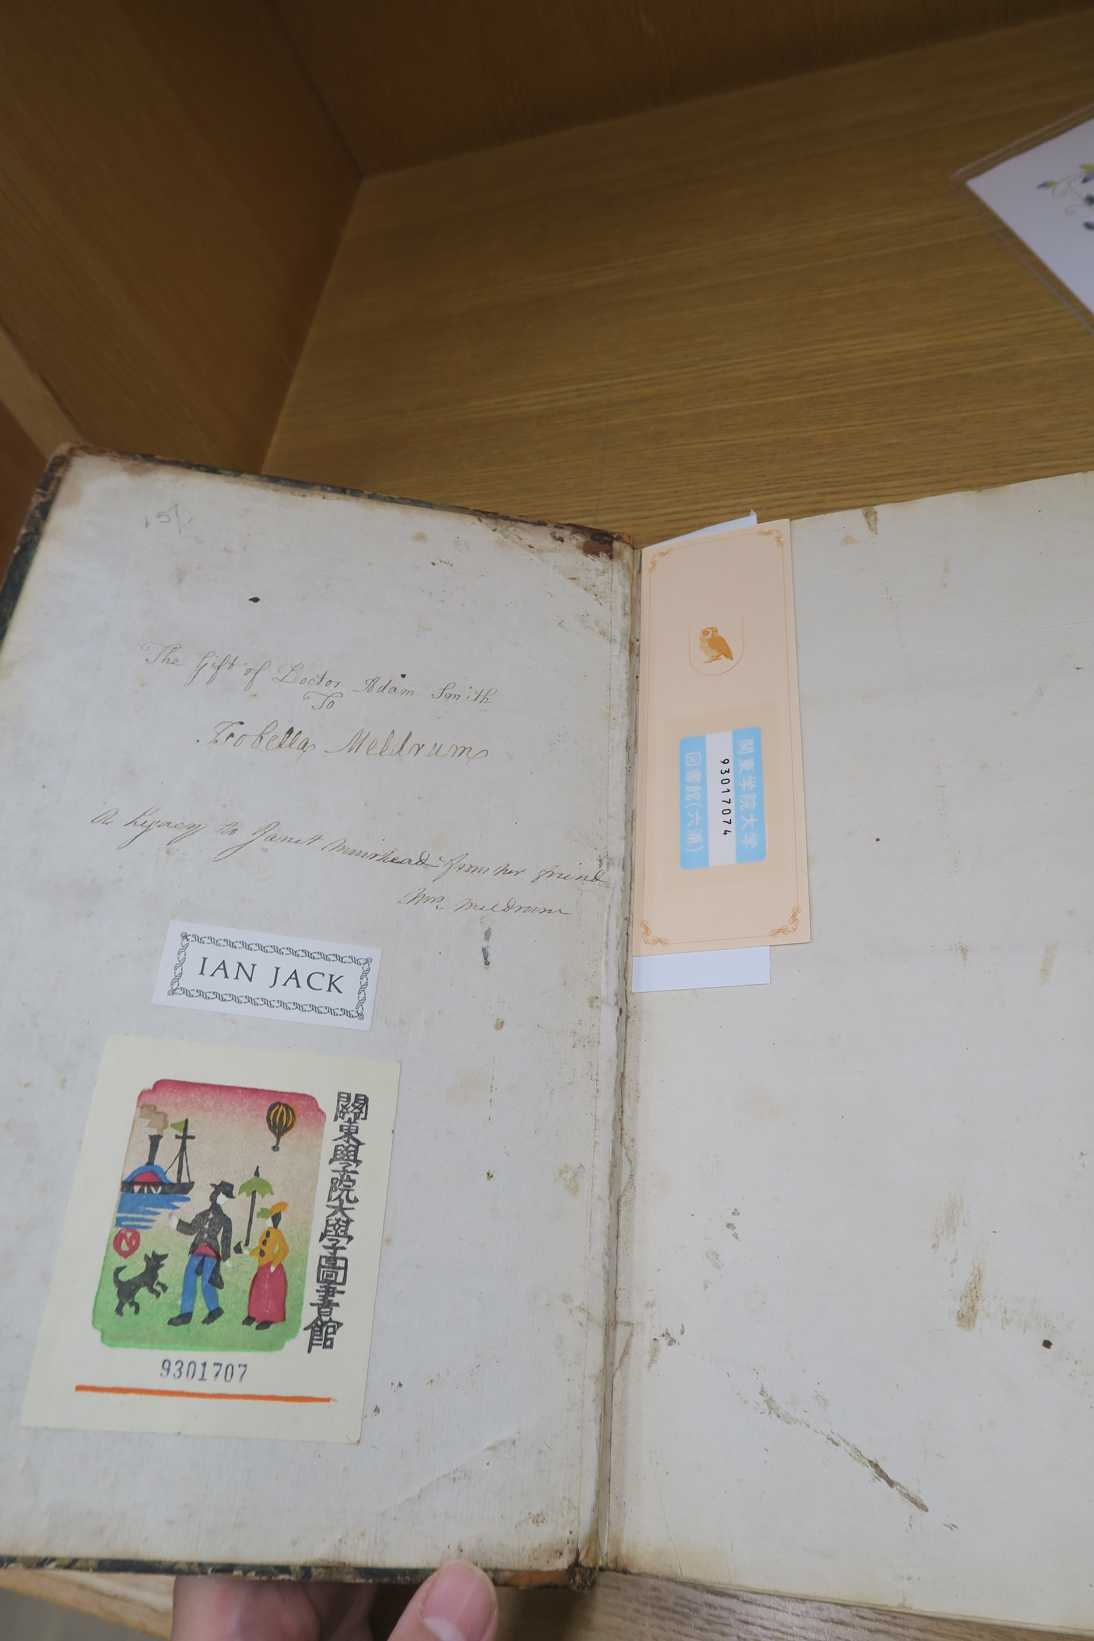 15/.
The Gift of Doctor Adam Smith
To
Isobella Meldrum
A Legacy to Janet Muirhead from her friend
Mrs. Meldrum
IAN JACK
關東學院大學圖書館
9301707
関東学院大学
93017074
図書館(六浦)